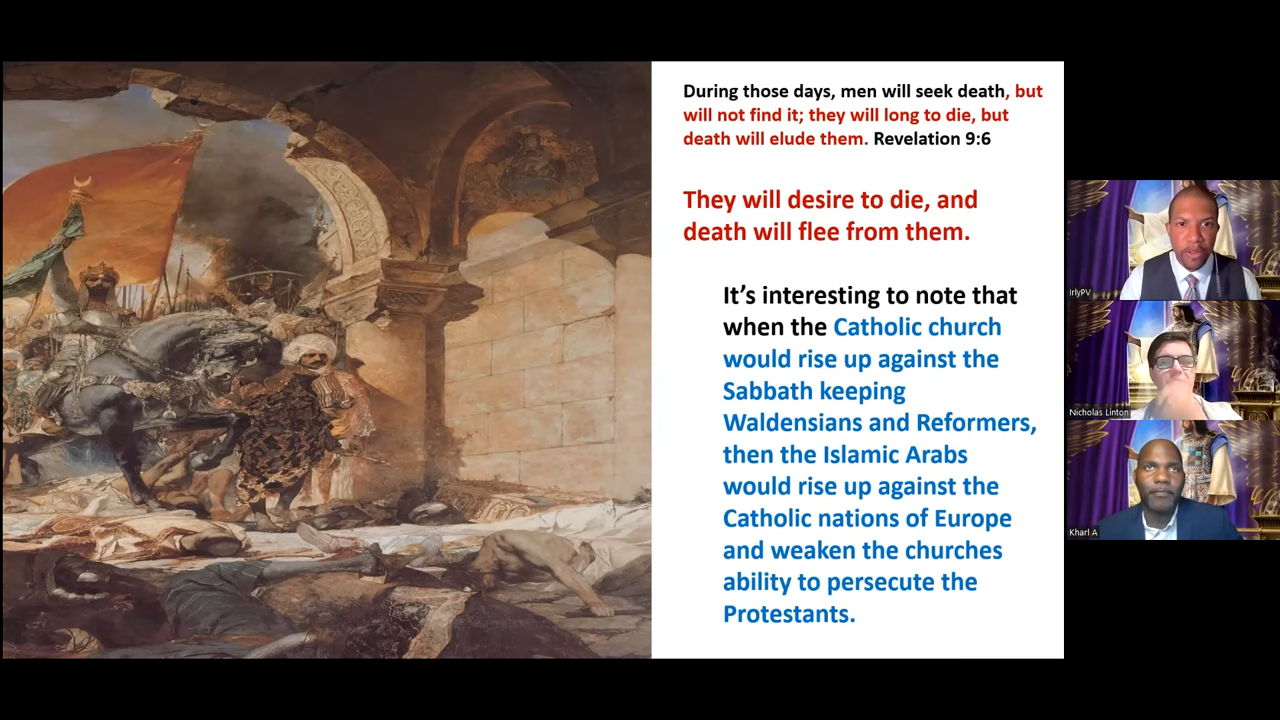 During those days, men will seek death, but
will not find it; they will long to die, but
death will elude them. Revelation 9:6
They will desire to die, and
death will flee from them.
It’s interesting to note that
when the Catholic church
would rise up against the
Sabbath keeping
Waldensians and Reformers,
then the Islamic Arabs
would rise up against the
Catholic nations of Europe
and weaken the churches
ability to persecute the
Protestants.
IrlyPV
Nicholas Linton
Kharl A